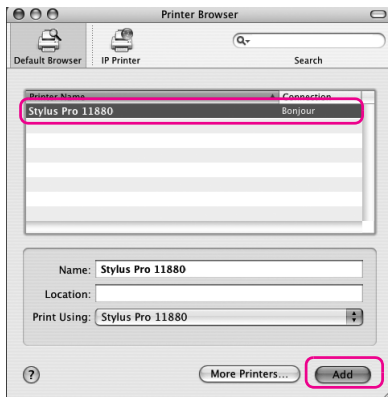 Printer Browser
Default Browser
IP Printer
Search
Printer Name Connection
Stylus Pro 11880 Bonjour
Name: Stylus Pro 11880
Location:
Print Using: Stylus Pro 11880
? More Printers... Add